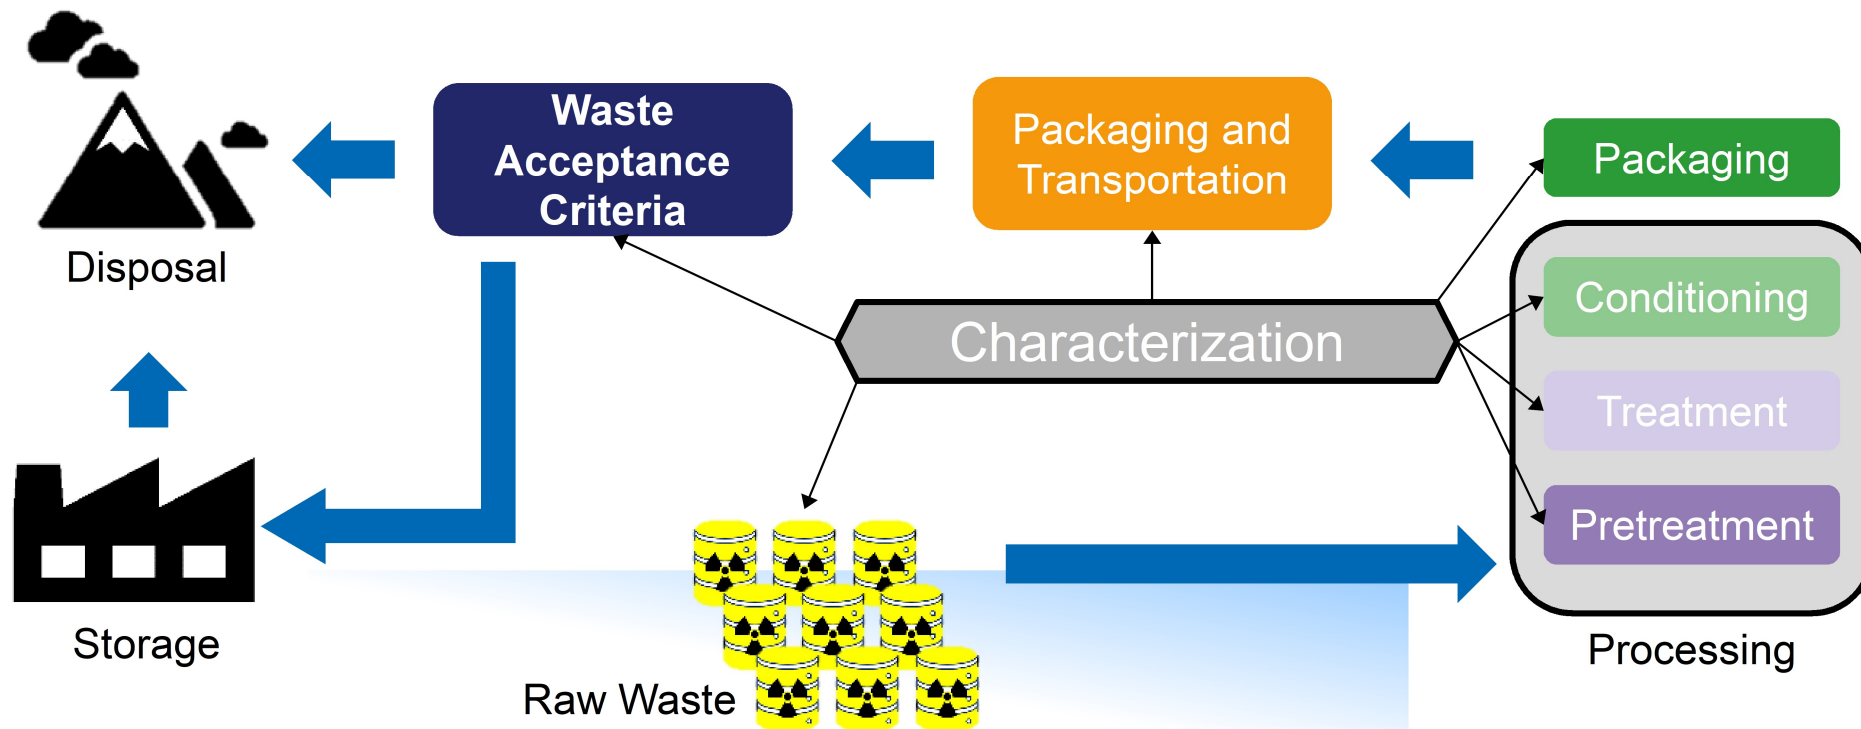 Waste
Acceptance
Criteria
Packaging and
Transportation
Packaging
Disposal
Conditioning
Characterization
Treatment
Pretreatment
Storage
Processing
Raw Waste